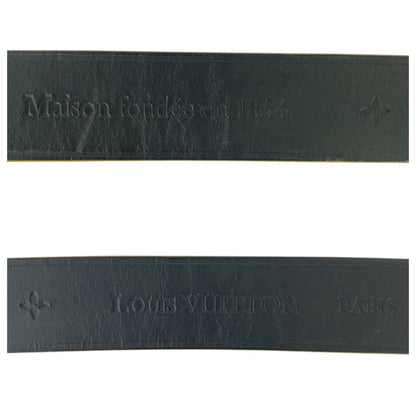 Maison fondée en 1854
LOUIS VUITTON PARIS